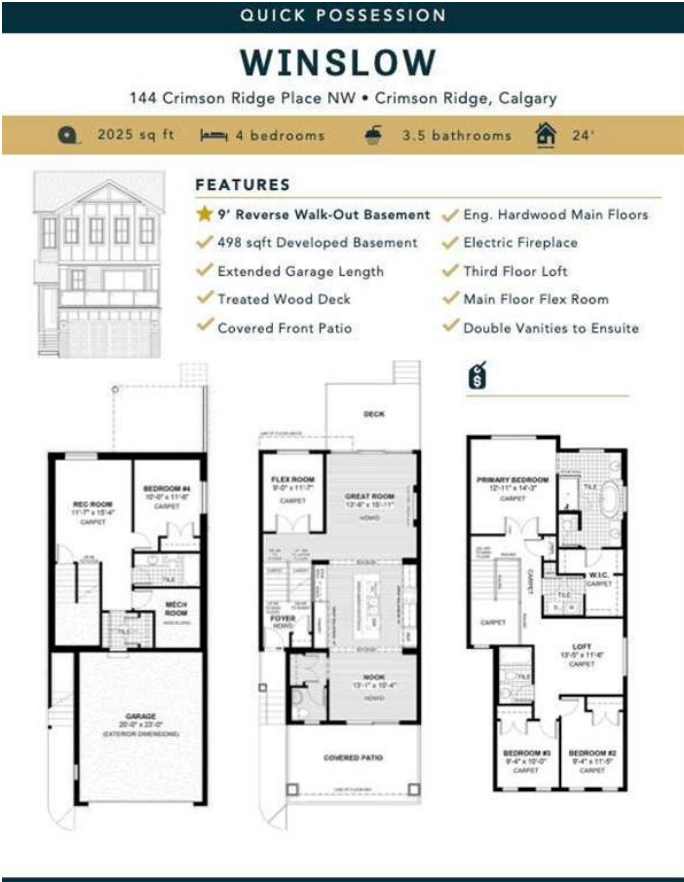 QUICK POSSESSION
WINSLOW
144 Crimson Ridge Place NW • Crimson Ridge, Calgary
2025 sq ft 4 bedrooms 3.5 bathrooms 24'
FEATURES
9' Reverse Walk-Out Basement
498 sqft Developed Basement
Extended Garage Length
Treated Wood Deck
Covered Front Patio
Eng. Hardwood Main Floors
Electric Fireplace
Third Floor Loft
Main Floor Flex Room
Double Vanities to Ensuite
REC ROOM
11'-7" x 15'-4"
CARPET
BEDROOM #4
10'-0" x 11'-6"
CARPET
TILE
MECH
ROOM
TILE
GARAGE
20'-0" x 23'-0"
(EXTERIOR DIMENSIONS)
DECK
FLEX ROOM
9'-0" x 11'-7"
CARPET
GREAT ROOM
13'-6" x 15'-11"
HDWD
FOYER
HDWD
NOOK
13'-1" x 10'-4"
HDWD
COVERED PATIO
PRIMARY BEDROOM
12'-11" x 14'-3"
CARPET
TILE
W.I.C.
CARPET
CARPET
TILE
CARPET
LOFT
13'-5" x 11'-6"
CARPET
TILE
BEDROOM #3
9'-4" x 10'-0"
CARPET
BEDROOM #2
9'-4" x 11'-5"
CARPET